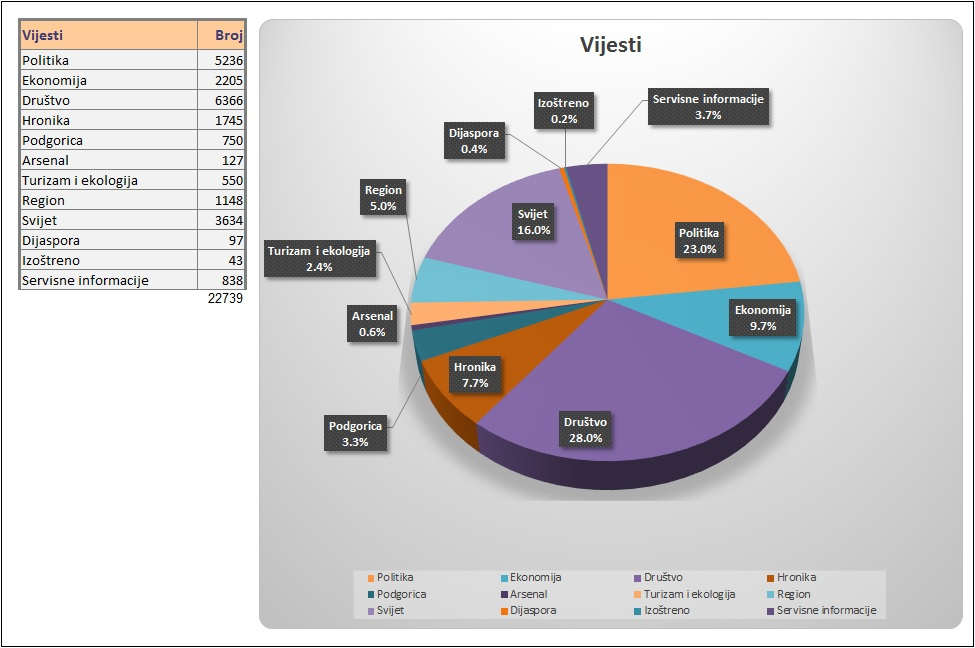 Vijesti Broj
Politika 5236
Ekonomija 2205
Društvo 6366
Hronika 1745
Podgorica 750
Arsenal 127
Turizam i ekologija 550
Region 1148
Svijet 3634
Dijaspora 97
Izoštreno 43
Servisne informacije 838
22739
Vijesti
Servisne informacije
3.7%
Izoštreno
0.2%
Dijaspora
0.4%
Region
5.0%
Svijet
16.0%
Politika
23.0%
Turizam i ekologija
2.4%
Arsenal
0.6%
Ekonomija
9.7%
Hronika
7.7%
Podgorica
3.3%
Društvo
28.0%
Politika Ekonomija Društvo Hronika
Podgorica Arsenal Turizam i ekologija Region
Svijet Dijaspora Izoštreno Servisne informacije